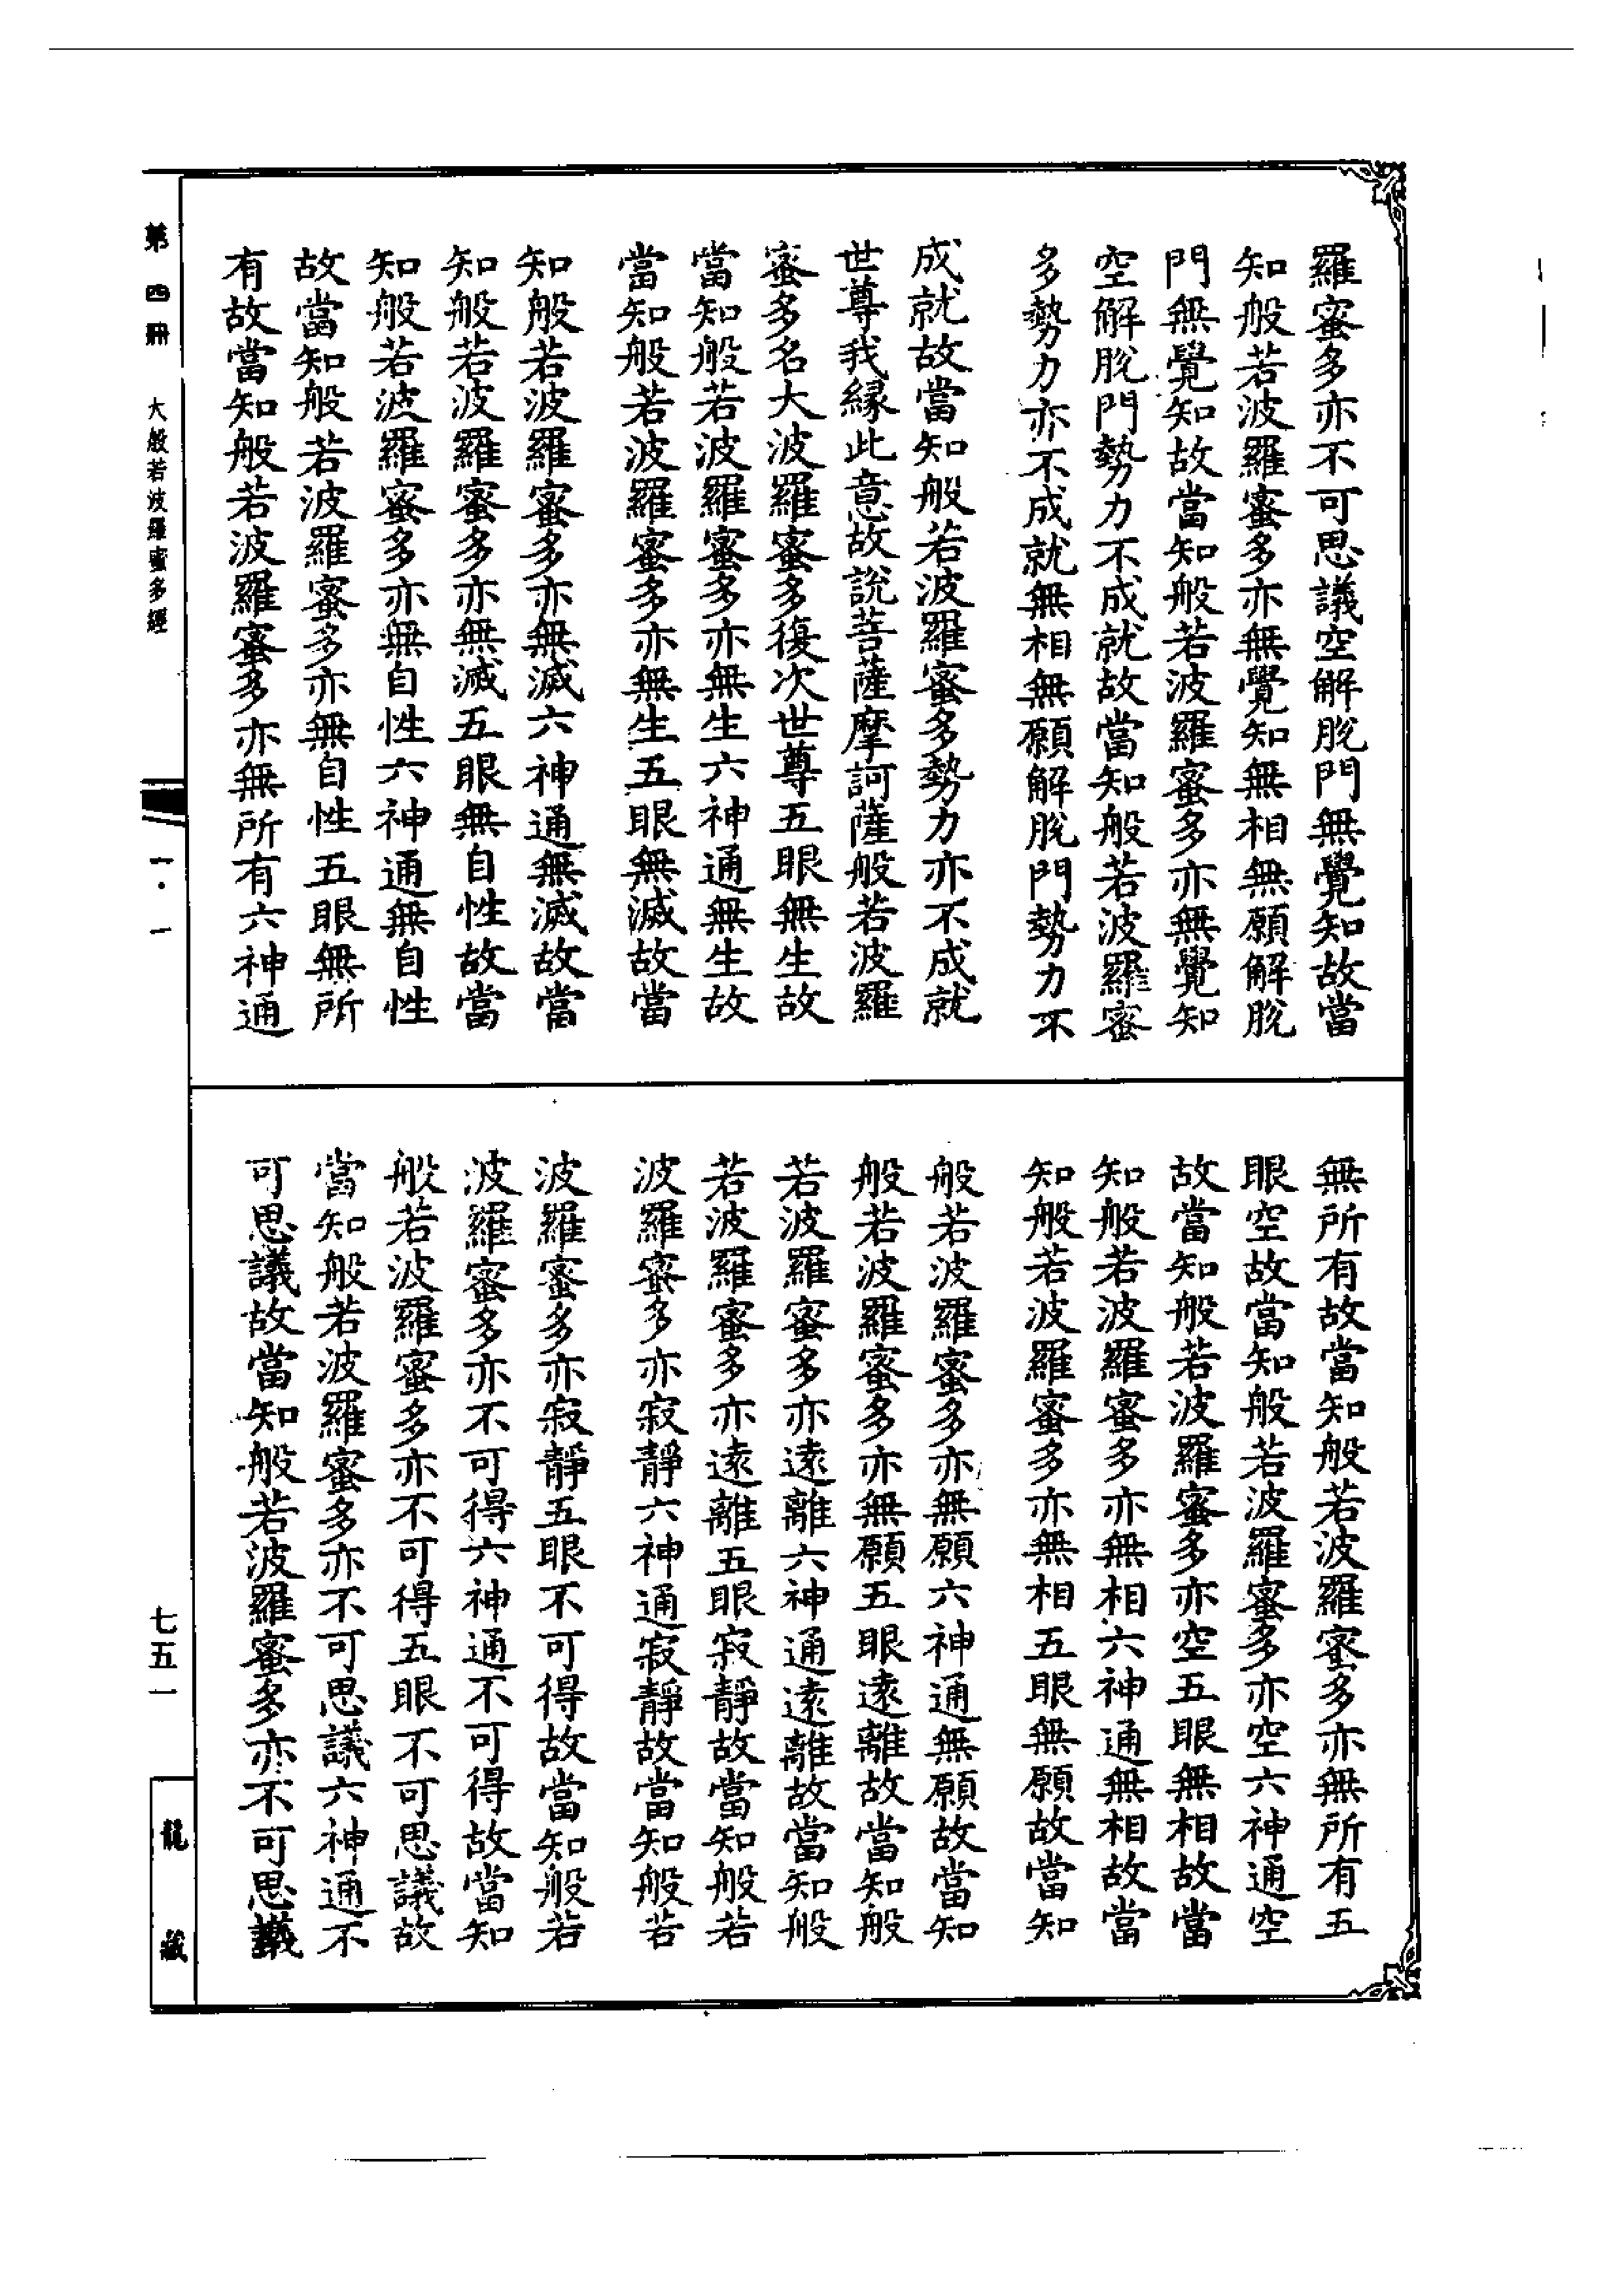 羅蜜多亦不可思議空解脫門無覺知故當
知般若波羅蜜多亦無覺知無相無願解脫
門無覺知故當知般若波羅蜜多亦無覺知
空解脫門勢力不成就故當知般若波羅蜜
多勢力亦不成就無相無願解脫門勢力不
成就故當知般若波羅蜜多勢力亦不成就
世尊我緣此意故說菩薩摩訶薩般若波羅
蜜多名大波羅蜜多復次世尊五眼無生故
當知般若波羅蜜多亦無生六神通無生故
當知般若波羅蜜多亦無生五眼無滅故當
知般若波羅蜜多亦無滅六神通無滅故當
知般若波羅蜜多亦無滅五眼無自性故當
知般若波羅蜜多亦無自性六神通無自性
故當知般若波羅蜜多亦無自性五眼無所
有故當知般若波羅蜜多亦無所有六神通
無所有故當知般若波羅蜜多亦無所有五
眼空故當知般若波羅蜜多亦空六神通空
故當知般若波羅蜜多亦空五眼無相故當
知般若波羅蜜多亦無相六神通無相故當
知般若波羅蜜多亦無相五眼無願故當知
般若波羅蜜多亦無願六神通無願故當知
般若波羅蜜多亦無願五眼遠離故當知般
若波羅蜜多亦遠離六神通遠離故當知般
若波羅蜜多亦遠離五眼寂靜故當知般若
波羅蜜多亦寂靜六神通寂靜故當知般若
波羅蜜多亦寂靜五眼不可得故當知般若
波羅蜜多亦不可得六神通不可得故當知
般若波羅蜜多亦不可得五眼不可思議故
當知般若波羅蜜多亦不可思議六神通不
可思議故當知般若波羅蜜多亦不可思議
第四冊 大般若波羅蜜多經 一·一 七五一 龍藏